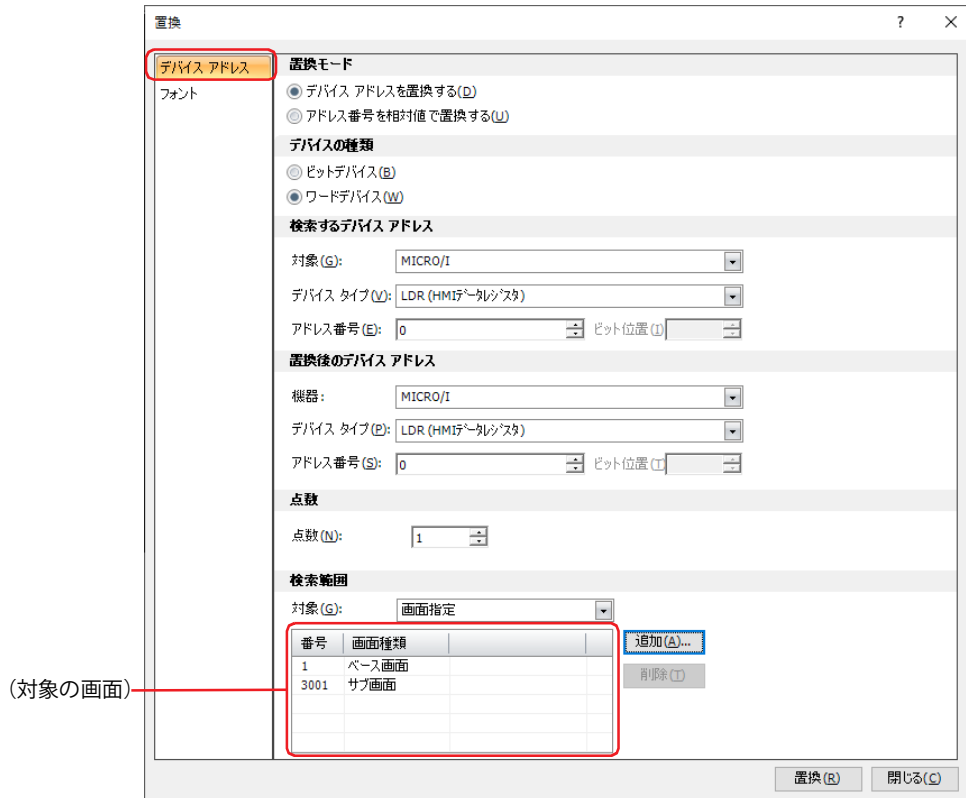 置換
? ×
デバイス アドレス
フォント
置換モード
デバイス アドレスを置換する(D)
アドレス番号を相対値で置換する(U)
デバイスの種類
ビットデバイス(B)
ワードデバイス(W)
検索するデバイス アドレス
対象(G): MICRO/I
デバイス タイプ(V): LDR (HMIデータレジスタ)
アドレス番号(E): 0 ビット位置(I)
置換後のデバイス アドレス
機器: MICRO/I
デバイス タイプ(P): LDR (HMIデータレジスタ)
アドレス番号(S): 0 ビット位置(T)
点数
点数(N): 1
検索範囲
対象(G): 画面指定
番号 画面種類
1 ベース画面
3001 サブ画面
追加(A)...
削除(T)
(対象の画面)
置換(R) 閉じる(C)